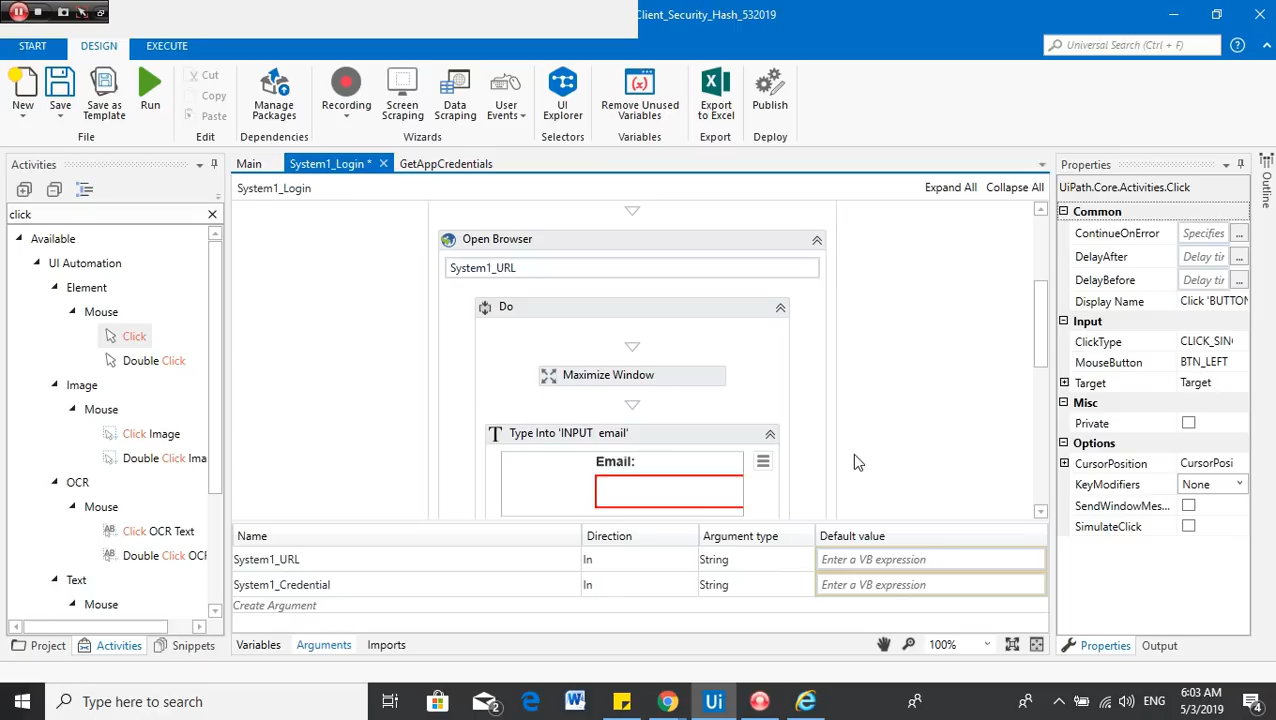 Client_Security_Hash_532019
START DESIGN EXECUTE
Universal Search (Ctrl + F)
New Save Save as Template Run Cut Copy Paste Manage Packages Recording Screen Scraping Data Scraping User Events UI Explorer Remove Unused Variables Export to Excel Publish
File Edit Dependencies Wizards Selectors Variables Export Deploy
Activities
Main System1_Login * GetAppCredentials
Properties
Outline
System1_Login Expand All Collapse All
UiPath.Core.Activities.Click
click
Available
UI Automation
Element
Mouse
Click
Double Click
Image
Mouse
Click Image
Double Click Ima
OCR
Mouse
Click OCR Text
Double Click OCR
Text
Mouse
Open Browser
System1_URL
Do
Maximize Window
Type Into 'INPUT email'
Email:
Common
ContinueOnError Specifies ...
DelayAfter Delay tir ...
DelayBefore Delay tir ...
Display Name Click 'BUTTON
Input
ClickType CLICK_SIN
MouseButton BTN_LEFT
Target Target
Misc
Private
Options
CursorPosition CursorPosi
KeyModifiers None
SendWindowMes...
SimulateClick
Name Direction Argument type Default value
System1_URL In String Enter a VB expression
System1_Credential In String Enter a VB expression
Create Argument
Project Activities Snippets
Variables Arguments Imports 100%
Properties Output
Type here to search
2
W
Ui
ENG
6:03 AM
5/3/2019
4